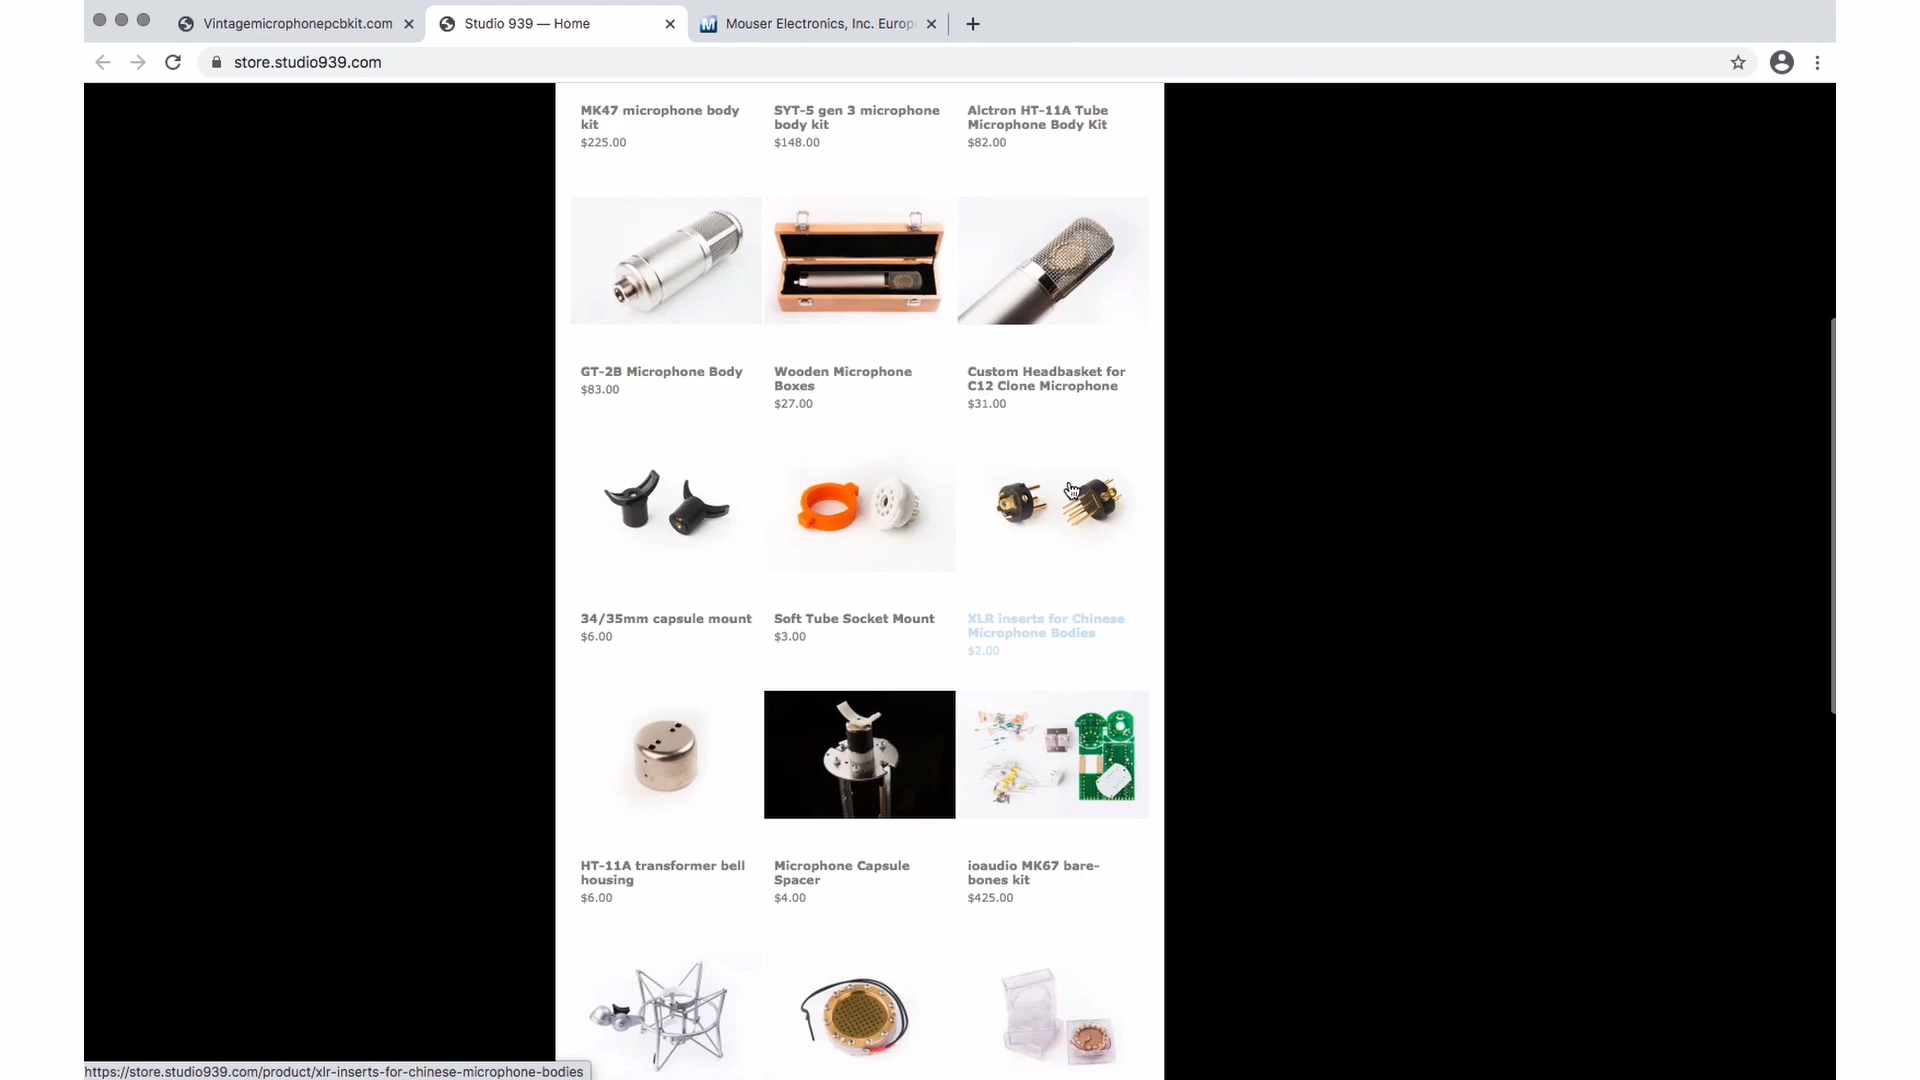 Vintagemicrophonepcbkit.com
Studio 939 — Home
Mouser Electronics, Inc. Europ
store.studio939.com
MK47 microphone body
kit
$225.00
SYT-5 gen 3 microphone
body kit
$148.00
Alctron HT-11A Tube
Microphone Body Kit
$82.00
GT-2B Microphone Body
$83.00
Wooden Microphone
Boxes
$27.00
Custom Headbasket for
C12 Clone Microphone
$31.00
34/35mm capsule mount
$6.00
Soft Tube Socket Mount
$3.00
XLR inserts for Chinese
Microphone Bodies
$2.00
HT-11A transformer bell
housing
$6.00
Microphone Capsule
Spacer
$4.00
ioaudio MK67 bare-
bones kit
$425.00
https://store.studio939.com/product/xlr-inserts-for-chinese-microphone-bodies